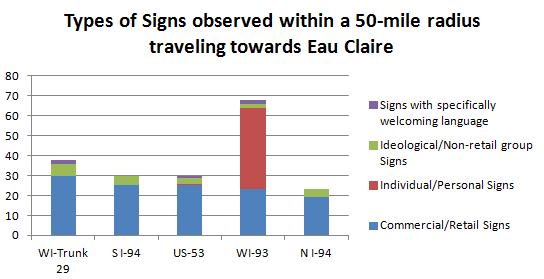 Types of Signs observed within a 50-mile radius
traveling towards Eau Claire
80
70
60
50
40
30
20
10
0
WI-Trunk
29
S I-94
US-53
WI-93
N I-94
Signs with specifically
welcoming language
Ideological/Non-retail group
Signs
Individual/Personal Signs
Commercial/Retail Signs